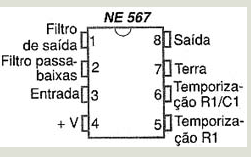 NE 567
Filtro
de saída
1
8
Saída
Filtro passa-
baixas
2
7
Terra
Entrada
3
6
Temporiza-
ção R1/C1
+ V
4
5
Temporiza-
ção R1